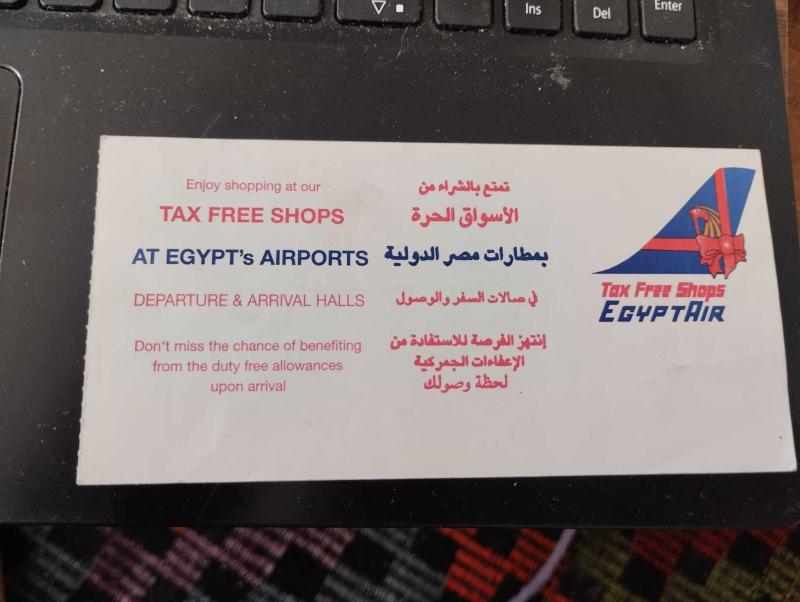 Ins
Del
Enter
Enjoy shopping at our
TAX FREE SHOPS
AT EGYPT's AIRPORTS
DEPARTURE & ARRIVAL HALLS
Don't miss the chance of benefiting
from the duty free allowances
upon arrival
تمتع بالشراء من
الأسواق الحرة
بمطارات مصر الدولية
في صالات السفر والوصول
إنتهز الفرصة للاستفادة من
الإعفاءات الجمركية
لحظة وصولك
Tax Free Shops
EGYPTAIR